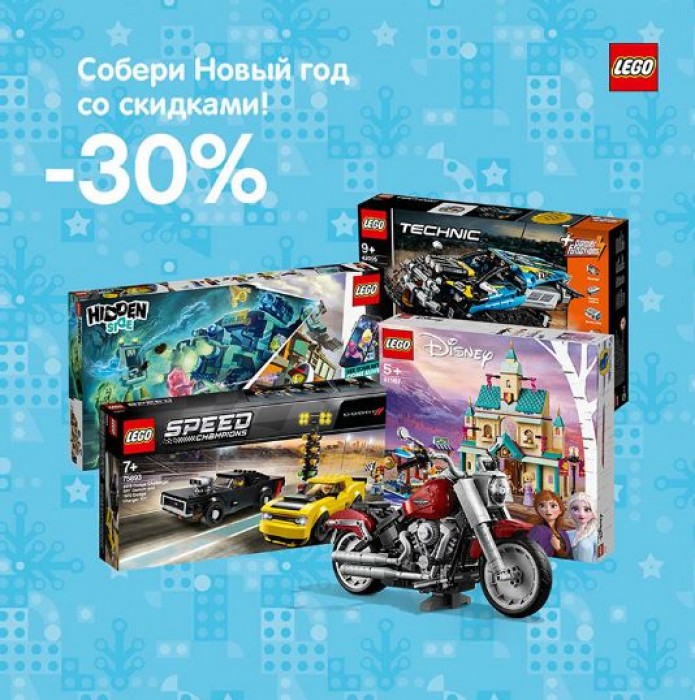 Собери Новый год
со скидками!
-30%
LEGO
LEGO
TECHNIC
9+
HIDDEN
SIDE
LEGO
LEGO
DISNEY
5+
LEGO
SPEED
CHAMPIONS
7+
75893